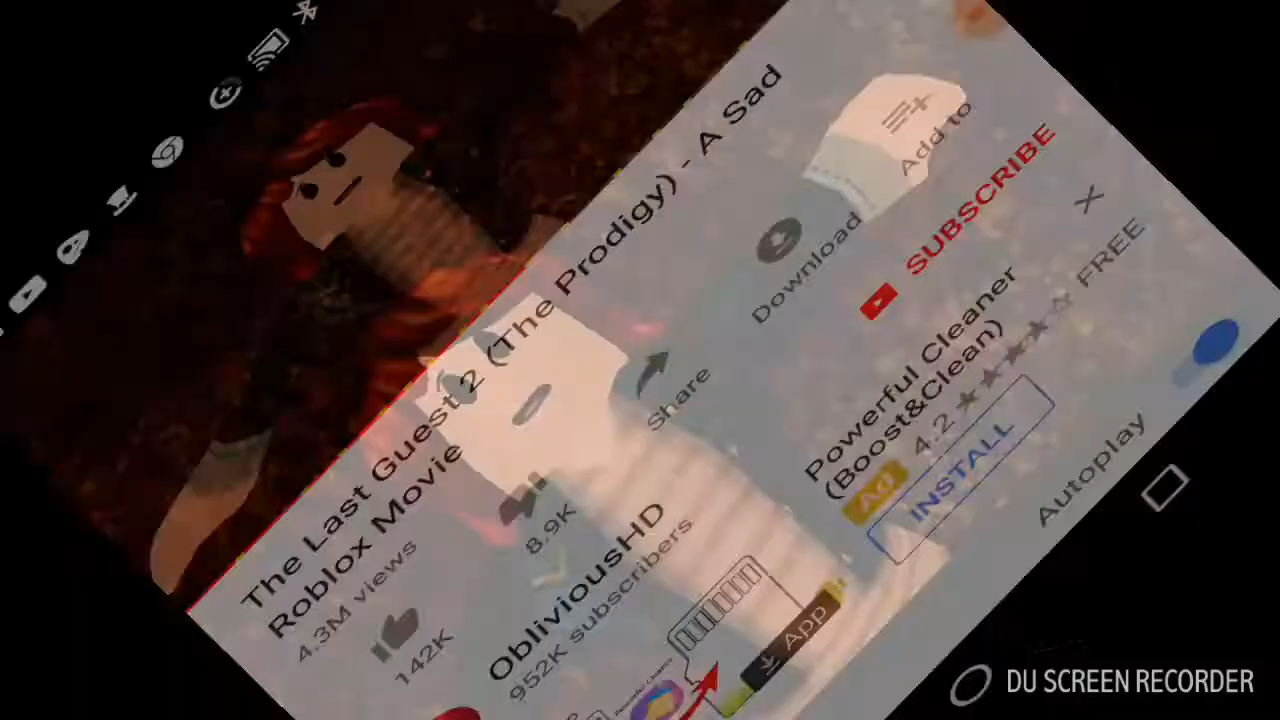 The Last Guest 2 (The Prodigy) - A Sad
Roblox Movie
4.3M views
142K
8.9K
Share
Download
Add to
ObliviousHD
952K subscribers
SUBSCRIBE
Powerful Cleaner
(Boost&Clean)
Ad
4.2
FREE
INSTALL
App
Autoplay
DU SCREEN RECORDER